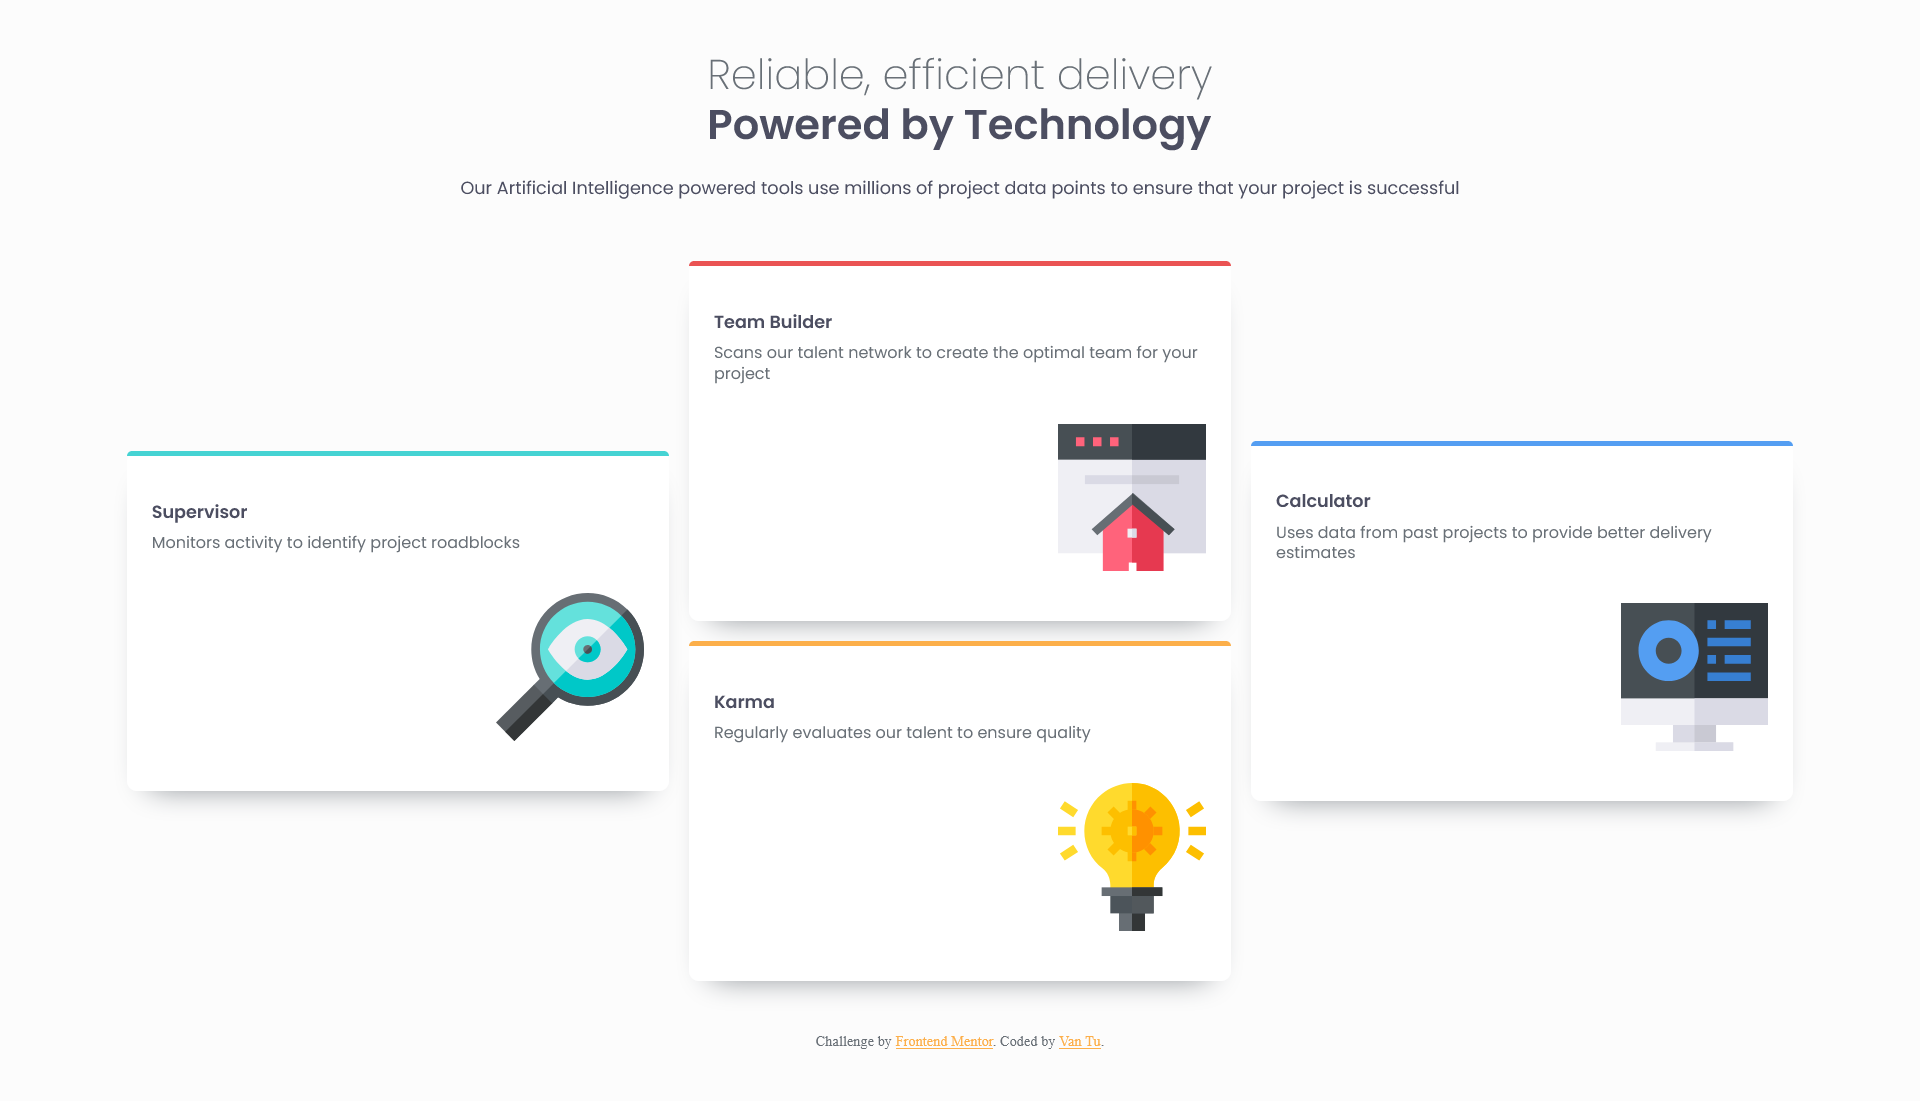 Reliable, efficient delivery
Powered by Technology
Our Artificial Intelligence powered tools use millions of project data points to ensure that your project is successful
Supervisor
Monitors activity to identify project roadblocks
Team Builder
Scans our talent network to create the optimal team for your
project
Karma
Regularly evaluates our talent to ensure quality
Calculator
Uses data from past projects to provide better delivery
estimates
Challenge by Frontend Mentor. Coded by Van Tu.